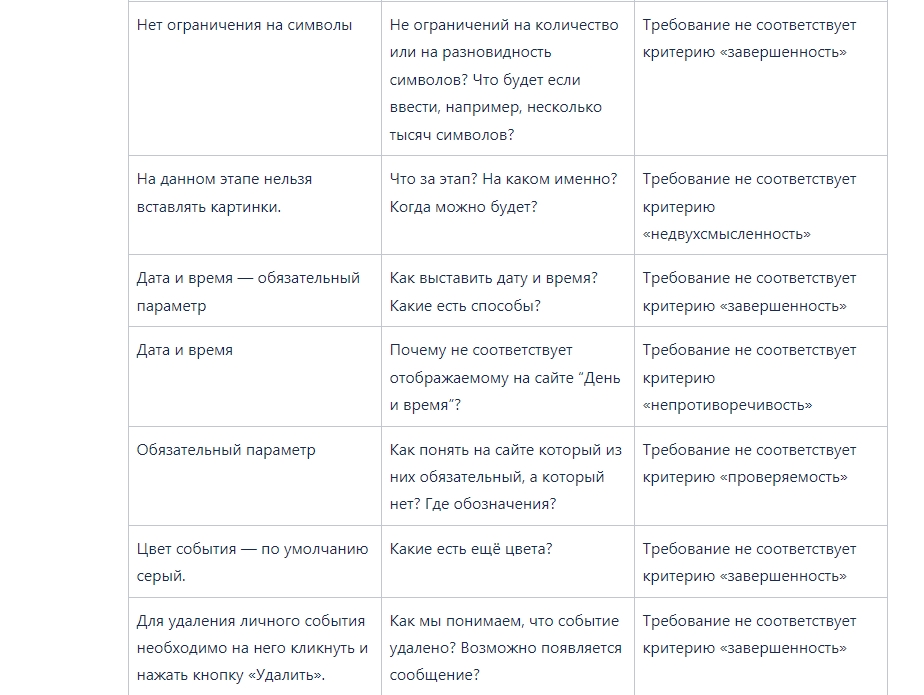 Нет ограничения на символы
Не ограничений на количество
или на разновидность
символов? Что будет если
ввести, например, несколько
тысяч символов?
Требование не соответствует
критерию «завершенность»
На данном этапе нельзя
вставлять картинки.
Что за этап? На каком именно?
Когда можно будет?
Требование не соответствует
критерию
«недвухсмысленность»
Дата и время — обязательный
параметр
Как выставить дату и время?
Какие есть способы?
Требование не соответствует
критерию «завершенность»
Дата и время
Почему не соответствует
отображаемому на сайте “День
и время”?
Требование не соответствует
критерию
«непротиворечивость»
Обязательный параметр
Как понять на сайте который из
них обязательный, а который
нет? Где обозначения?
Требование не соответствует
критерию «проверяемость»
Цвет события — по умолчанию
серый.
Какие есть ещё цвета?
Требование не соответствует
критерию «завершенность»
Для удаления личного события
необходимо на него кликнуть и
нажать кнопку «Удалить».
Как мы понимаем, что событие
удалено? Возможно появляется
сообщение?
Требование не соответствует
критерию «завершенность»